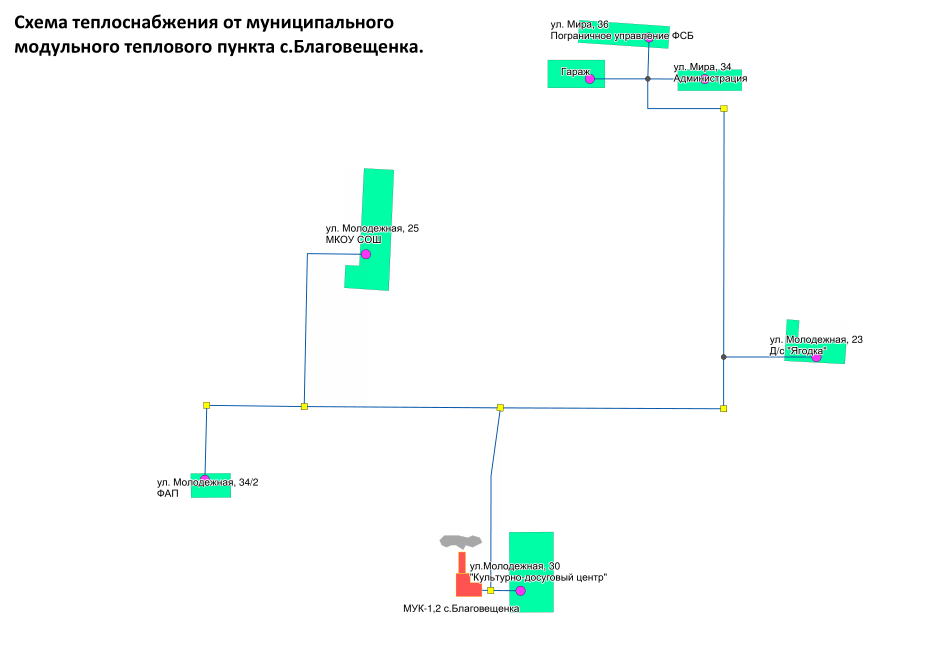 Схема теплоснабжения от муниципального
модульного теплового пункта с.Благовещенка.
ул. Мира, 36
Пограничное управление ФСБ
Гараж
ул. Мира, 34
Администрация
ул. Молодежная, 25
МКОУ СОШ
ул. Молодежная, 23
Д/с "Ягодка"
ул. Молодежная, 34/2
ФАП
ул.Молодежная, 30
"Культурно-досуговый центр"
МУК-1,2 с.Благовещенка